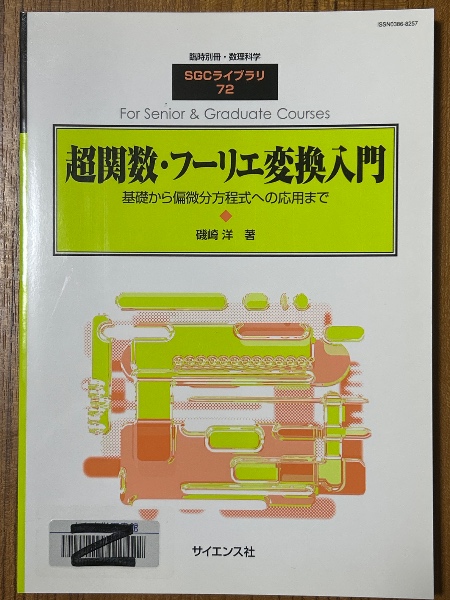 ISSN0386-8257
臨時別冊・数理科学
SGCライブラリ
72
For Senior & Graduate Courses
超関数・フーリエ変換入門
基礎から偏微分方程式への応用まで
磯崎 洋 著
サイエンス社